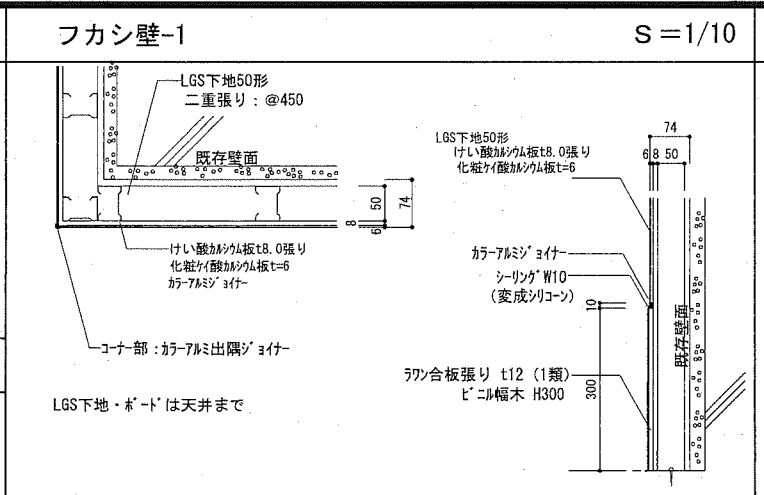 フカシ壁-1
S=1/10
LGS下地50形
二重張り：@450
既存壁面
50
74
8
6
けい酸ｶﾙｼｳﾑ板t8.0張り
化粧ｹｲ酸ｶﾙｼｳﾑ板t=6
ｶﾗｰｱﾙﾐｼﾞｮｲﾅｰ
コーナー部：ｶﾗｰｱﾙﾐ出隅ｼﾞｮｲﾅｰ
LGS下地・ﾎﾞｰﾄﾞは天井まで
74
6 8 50
LGS下地50形
けい酸ｶﾙｼｳﾑ板t8.0張り
化粧ｹｲ酸ｶﾙｼｳﾑ板t=6
ｶﾗｰｱﾙﾐｼﾞｮｲﾅｰ
ｼｰﾘﾝｸﾞW10
(変成ｼﾘｺｰﾝ)
10
既存壁面
ﾗﾜﾝ合板張り t12 (1類)
ﾋﾞﾆﾙ幅木 H300
300